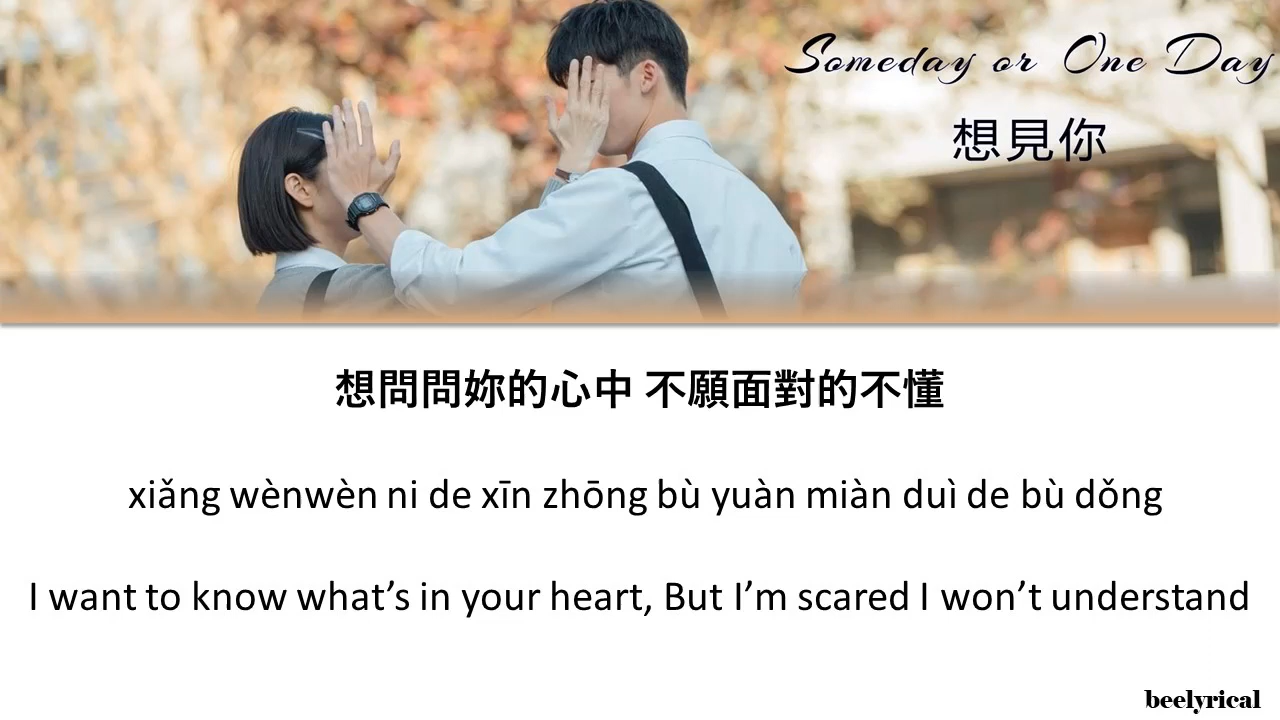 Someday or One Day
想見你
想問問妳的心中 不願面對的不懂
xiǎng wènwèn ni de xīn zhōng bù yuàn miàn duì de bù dǒng
I want to know what’s in your heart, But I’m scared I won’t understand
beelyrical